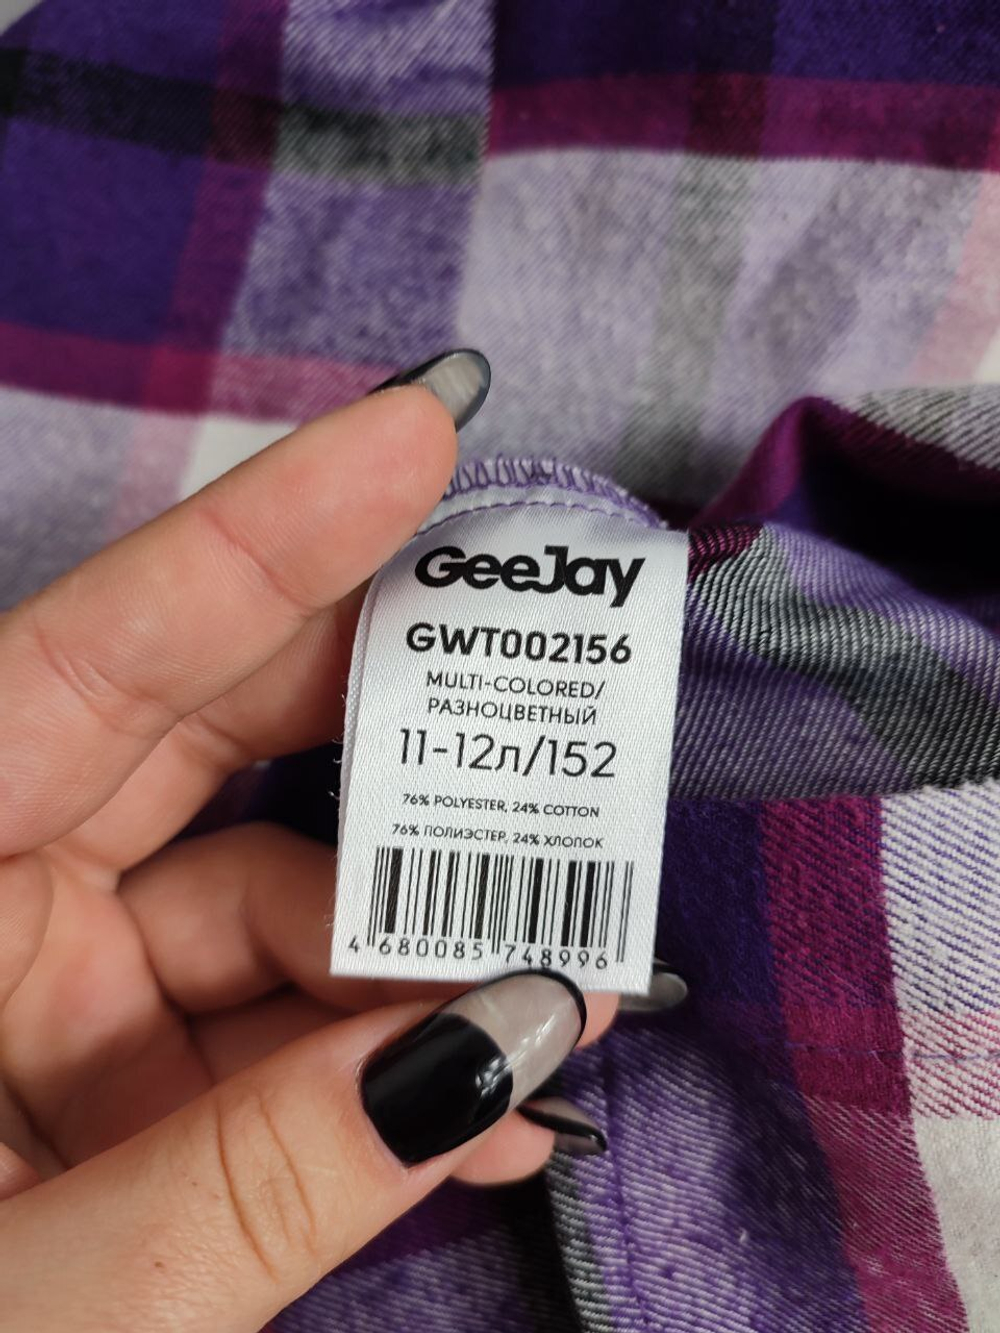 GeeJay
GWT002156
MULTI-COLORED/
РАЗНОЦВЕТНЫЙ
11-12л/152
76% POLYESTER, 24% COTTON
76% ПОЛИЭСТЕР, 24% ХЛОПОК
4 680085 748996